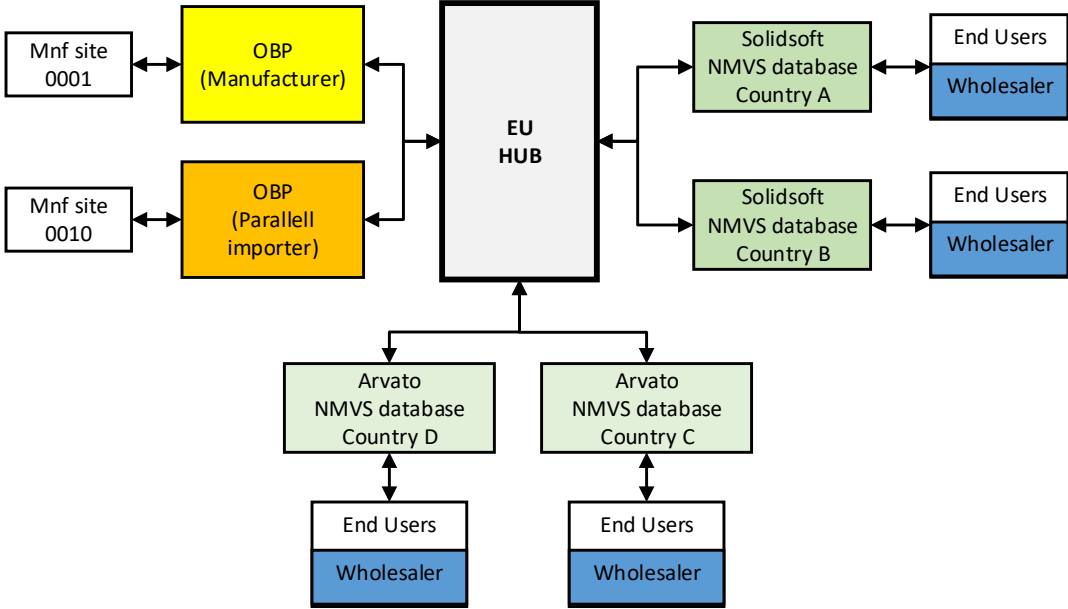 Mnf site
0001
OBP
(Manufacturer)
Mnf site
0010
OBP
(Parallell
importer)
EU
HUB
Solidsoft
NMVS database
Country A
End Users
Wholesaler
Solidsoft
NMVS database
Country B
End Users
Wholesaler
Arvato
NMVS database
Country D
End Users
Wholesaler
Arvato
NMVS database
Country C
End Users
Wholesaler